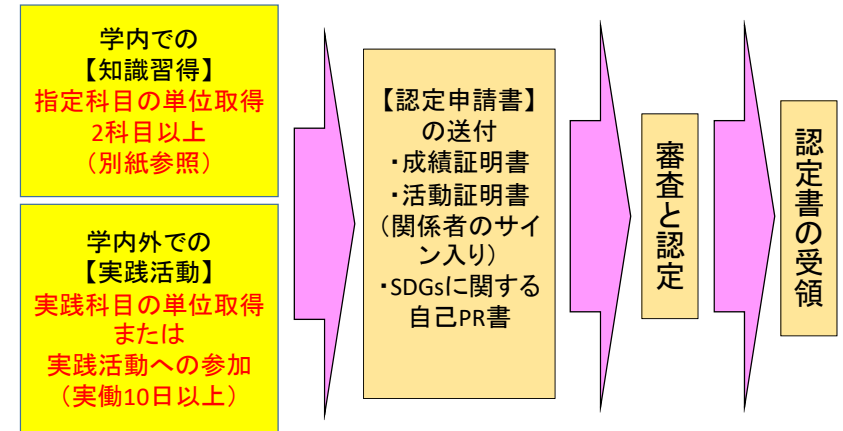 学内での
【知識習得】
指定科目の単位取得
2科目以上
（別紙参照）
学内外での
【実践活動】
実践科目の単位取得
または
実践活動への参加
（実働10日以上）
【認定申請書】
の送付
・成績証明書
・活動証明書
（関係者のサイ
ン入り）
・SDGsに関する
自己PR書
審査と認定
認定書の受領